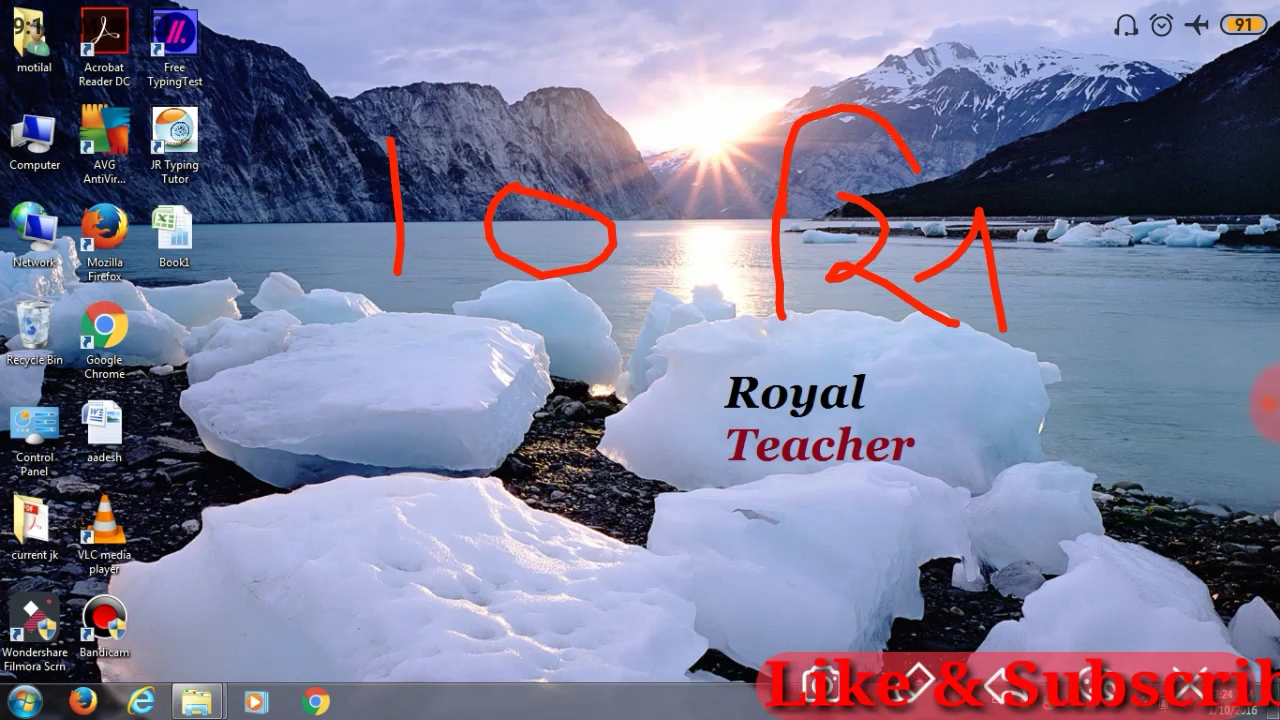 91
motilal
Acrobat
Reader DC
Free
TypingTest
Computer
AVG
AntiVir...
JR Typing
Tutor
Network
Mozilla
Firefox
Book1
Recycle Bin
Google
Chrome
Control
Panel
aadesh
current jk
VLC media
player
Wondershare
Filmora Scrn
Bandicam
10
Royal
Teacher
Like & Subscrib